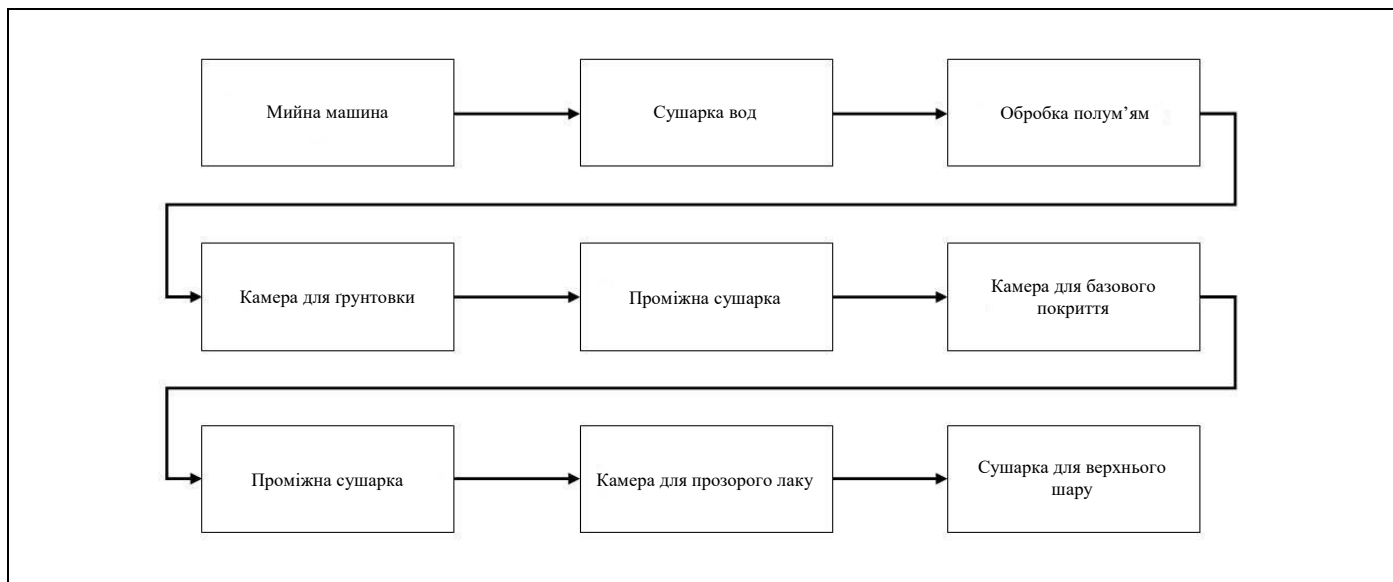 Мийна машина
Сушарка вод
Обробка полум’ям
Камера для ґрунтовки
Проміжна сушарка
Камера для базового
покриття
Проміжна сушарка
Камера для прозорого лаку
Сушарка для верхнього
шару